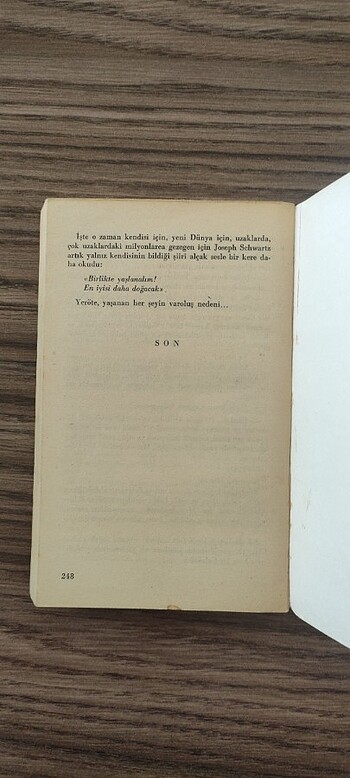 İşte o zaman kendisi için, yeni Dünya için, uzaklarda,
çok uzaklardaki milyonlarca gezegen için Joseph Schwartz
artık yalnız kendisinin bildiği şiiri alçak sesle bir kere da-
ha okudu:
«Birlikte yaşlanalım!
En iyisi daha doğacak».
Yeröte, yaşanan her şeyin varoluş nedeni...
SON
248